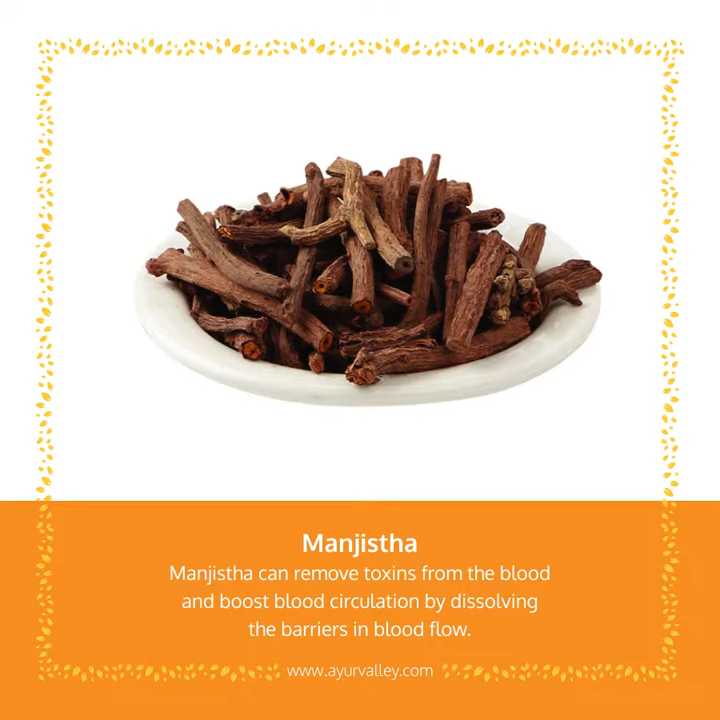 Manjistha
Manjistha can remove toxins from the blood
and boost blood circulation by dissolving
the barriers in blood flow.
www.ayurvalley.com